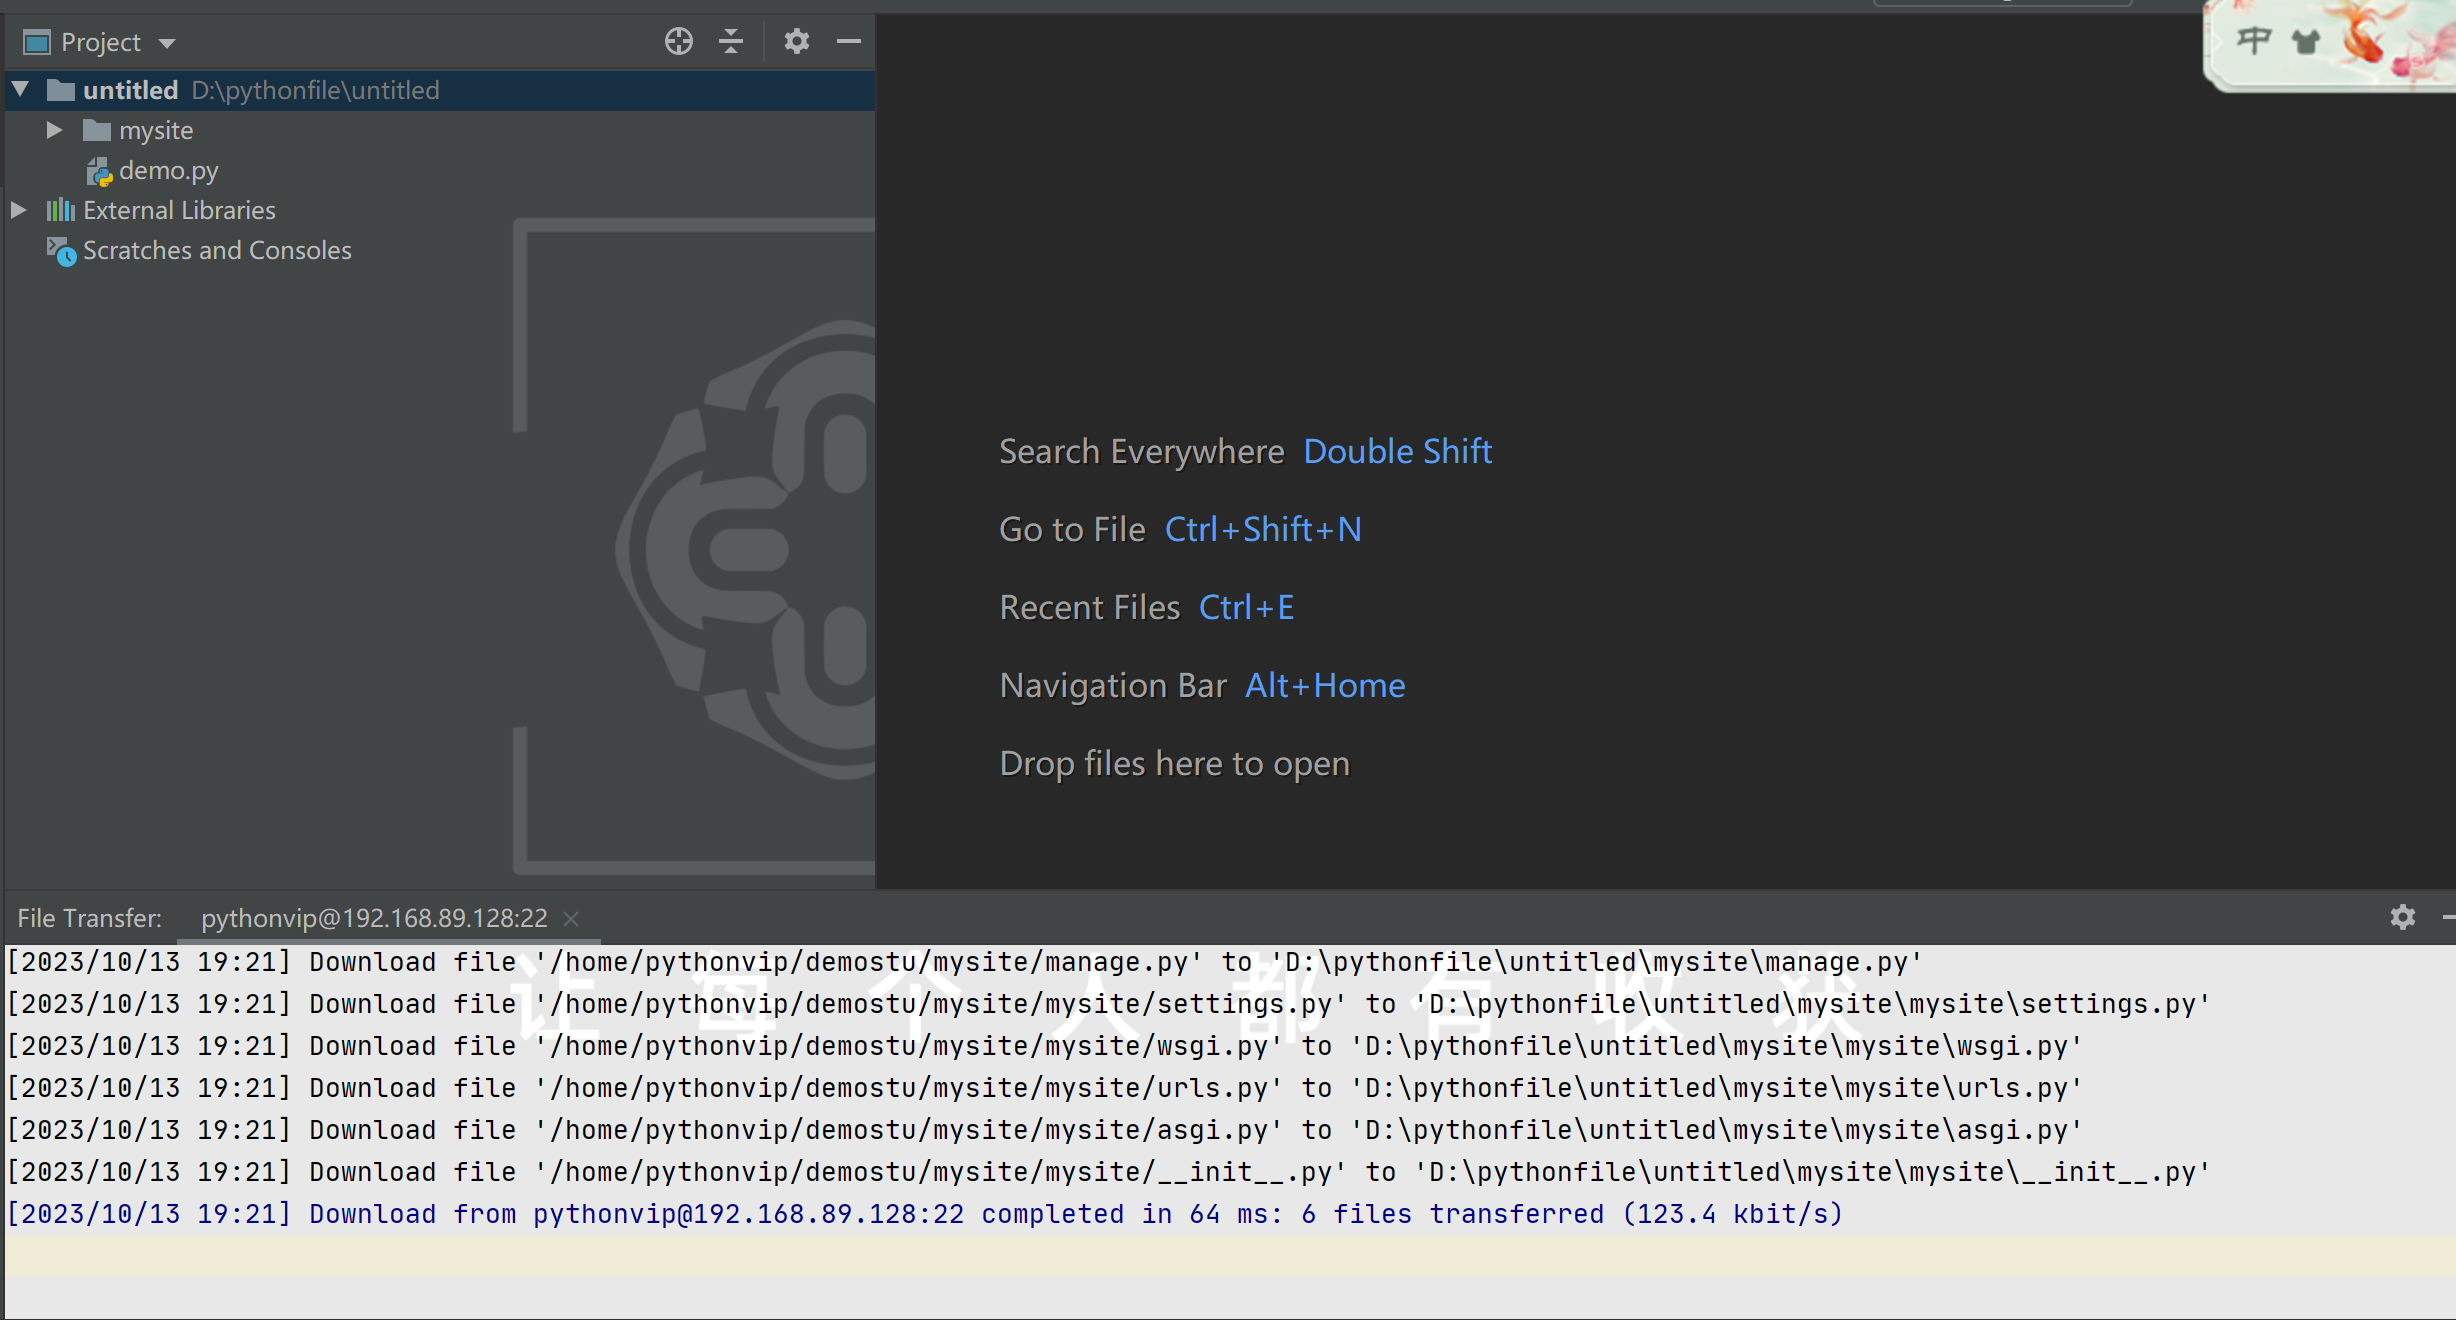 Project
untitled D:\pythonfile\untitled
mysite
demo.py
External Libraries
Scratches and Consoles
中
Search Everywhere Double Shift
Go to File Ctrl+Shift+N
Recent Files Ctrl+E
Navigation Bar Alt+Home
Drop files here to open
File Transfer: pythonvip@192.168.89.128:22
[2023/10/13 19:21] Download file '/home/pythonvip/demostu/mysite/manage.py' to 'D:\pythonfile\untitled\mysite\manage.py'
[2023/10/13 19:21] Download file '/home/pythonvip/demostu/mysite/mysite/settings.py' to 'D:\pythonfile\untitled\mysite\mysite\settings.py'
[2023/10/13 19:21] Download file '/home/pythonvip/demostu/mysite/mysite/wsgi.py' to 'D:\pythonfile\untitled\mysite\mysite\wsgi.py'
[2023/10/13 19:21] Download file '/home/pythonvip/demostu/mysite/mysite/urls.py' to 'D:\pythonfile\untitled\mysite\mysite\urls.py'
[2023/10/13 19:21] Download file '/home/pythonvip/demostu/mysite/mysite/asgi.py' to 'D:\pythonfile\untitled\mysite\mysite\asgi.py'
[2023/10/13 19:21] Download file '/home/pythonvip/demostu/mysite/mysite/__init__.py' to 'D:\pythonfile\untitled\mysite\mysite\__init__.py'
[2023/10/13 19:21] Download from pythonvip@192.168.89.128:22 completed in 64 ms: 6 files transferred (123.4 kbit/s)
让每个人都有收获